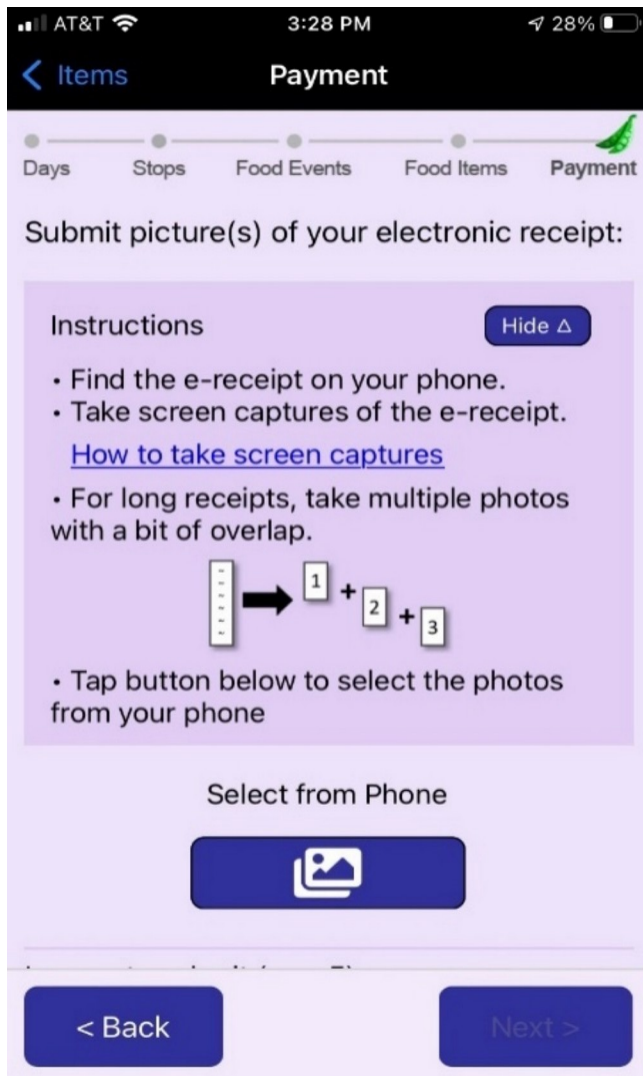 AT&T 3:28 PM 28%
Items Payment
Days Stops Food Events Food Items Payment
Submit picture(s) of your electronic receipt:
Instructions Hide
• Find the e-receipt on your phone.
• Take screen captures of the e-receipt.
How to take screen captures
• For long receipts, take multiple photos
with a bit of overlap.
1 + 2 + 3
• Tap button below to select the photos
from your phone
Select from Phone
< Back Next >